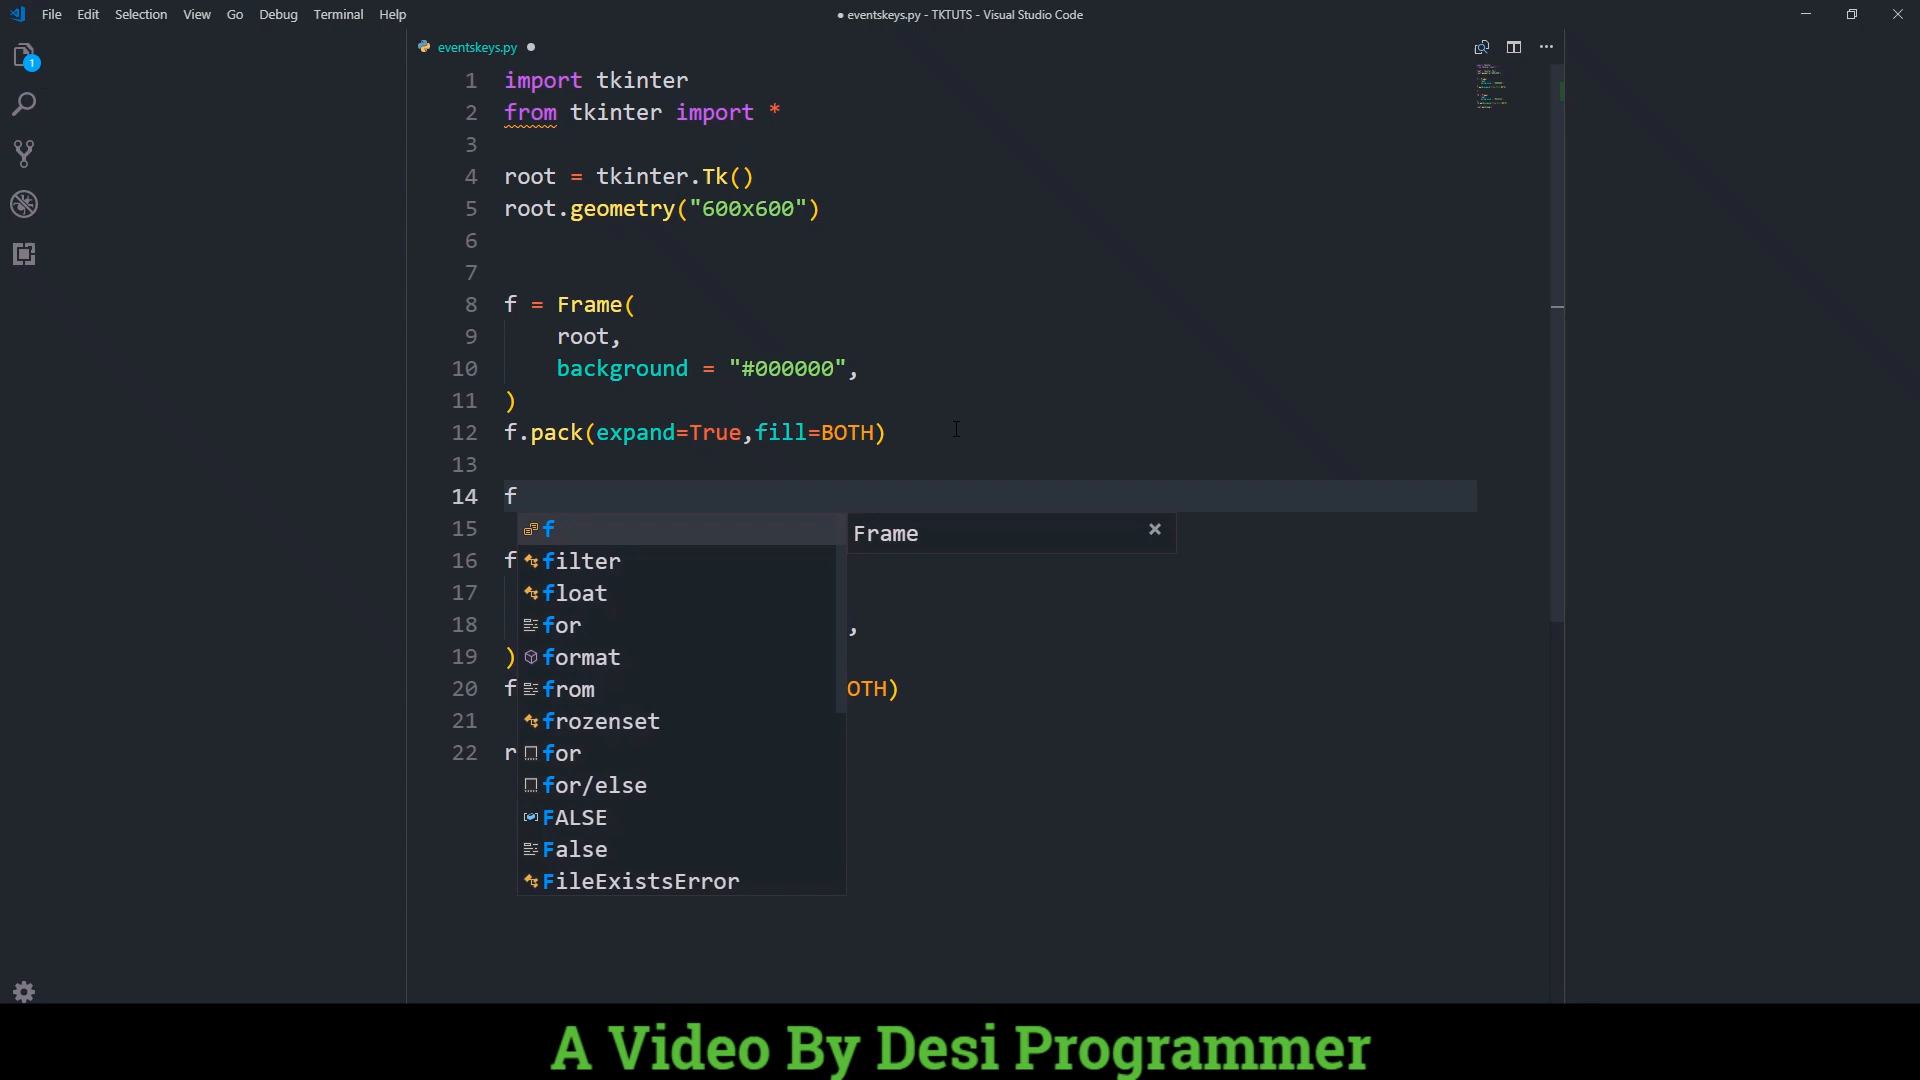 File Edit Selection View Go Debug Terminal Help
● eventskeys.py - TKTUTS - Visual Studio Code
1
eventskeys.py ●
1 import tkinter
2 from tkinter import *
3
4 root = tkinter.Tk()
5 root.geometry("600x600")
6
7
8 f = Frame(
9 root,
10 background = "#000000",
11 )
12 f.pack(expand=True,fill=BOTH)
13
14 f
15 f Frame
16 f filter
17 float
18 for ,
19 ) format
20 f from OTH)
21 frozenset
22 r for
for/else
FALSE
False
FileExistsError
A Video By Desi Programmer